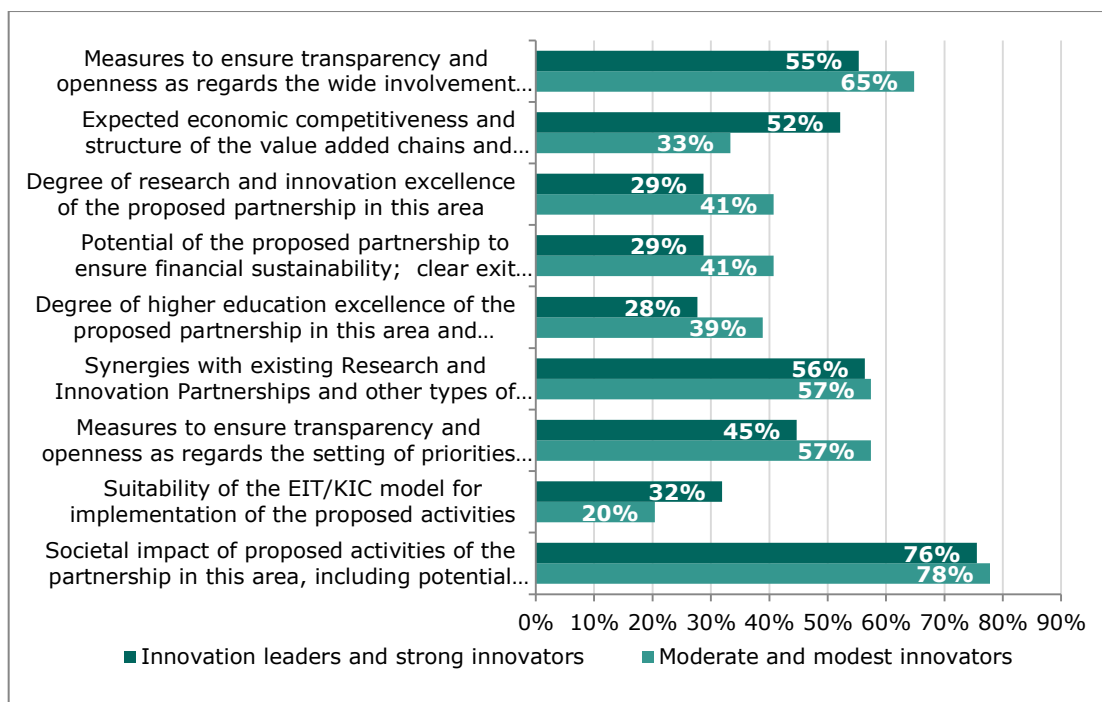 Measures to ensure transparency and
openness as regards the wide involvement...
55%
65%
Expected economic competitiveness and
structure of the value added chains and...
52%
33%
Degree of research and innovation excellence
of the proposed partnership in this area
29%
41%
Potential of the proposed partnership to
ensure financial sustainability;  clear exit...
29%
41%
Degree of higher education excellence of the
proposed partnership in this area and...
28%
39%
Synergies with existing Research and
Innovation Partnerships and other types of...
56%
57%
Measures to ensure transparency and
openness as regards the setting of priorities...
45%
57%
Suitability of the EIT/KIC model for
implementation of the proposed activities
32%
20%
Societal impact of proposed activities of the
partnership in this area, including potential...
76%
78%
0% 10% 20% 30% 40% 50% 60% 70% 80% 90%
Innovation leaders and strong innovators
Moderate and modest innovators